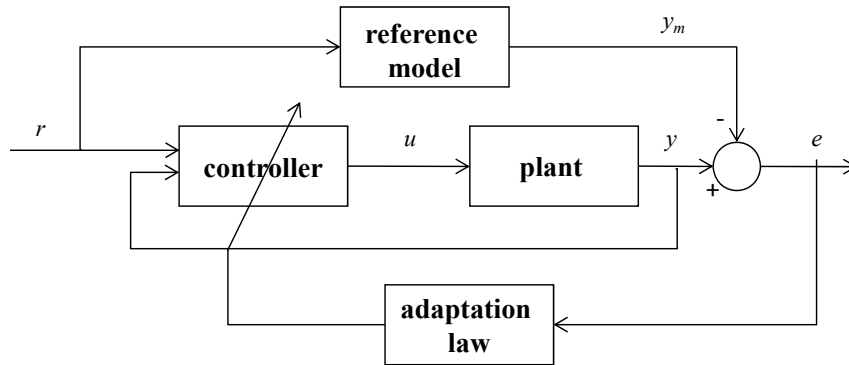 reference
model
y_m
r
controller
u
plant
y
-
+
e
adaptation
law